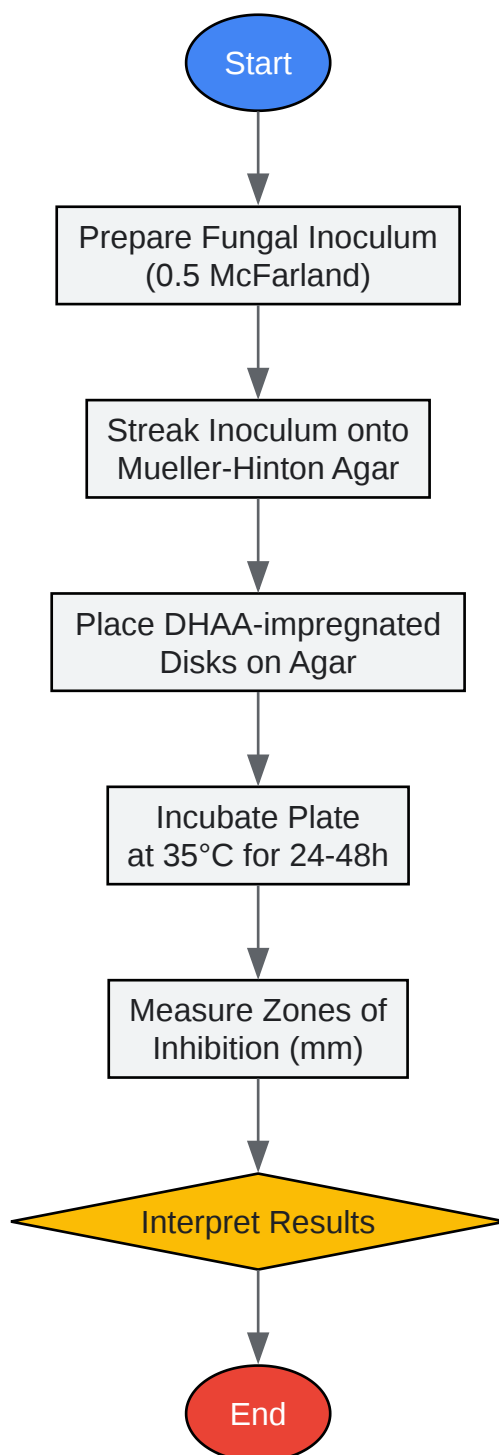 Start
Prepare Fungal Inoculum
(0.5 McFarland)
Streak Inoculum onto
Mueller-Hinton Agar
Place DHAA-impregnated
Disks on Agar
Incubate Plate
at 35°C for 24-48h
Measure Zones of
Inhibition (mm)
Interpret Results
End